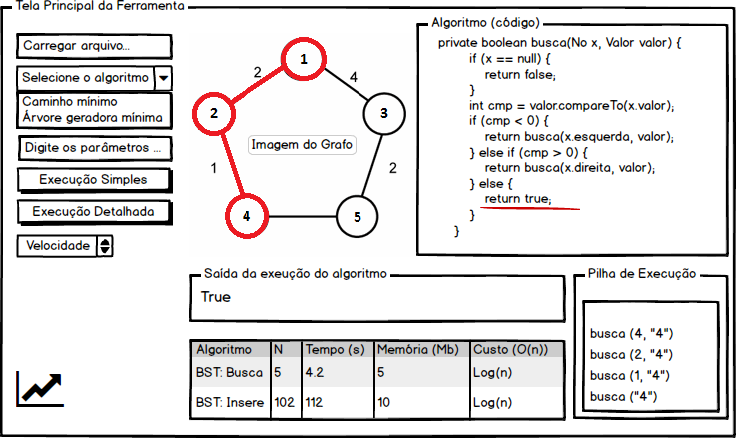 Tela Principal da Ferramenta
Carregar arquivo...
Selecione o algoritmo
Caminho mínimo
Árvore geradora mínima
Digite os parâmetros ...
Execução Simples
Execução Detalhada
Velocidade
1
2
4
2
3
Imagem do Grafo
1
2
4
5
Algoritmo (código)
private boolean busca(No x, Valor valor) {
if (x == null) {
return false;
}
int cmp = valor.compareTo(x.valor);
if (cmp < 0) {
return busca(x.esquerda, valor);
} else if (cmp > 0) {
return busca(x.direita, valor);
} else {
return true;
}
}
Saída da exeução do algoritmo
True
Algoritmo N Tempo (s) Memória (Mb) Custo (O(n))
BST: Busca 5 4.2 5 Log(n)
BST: Insere 102 112 10 Log(n)
Pilha de Execução
busca (4, "4")
busca (2, "4")
busca (1, "4")
busca ("4")